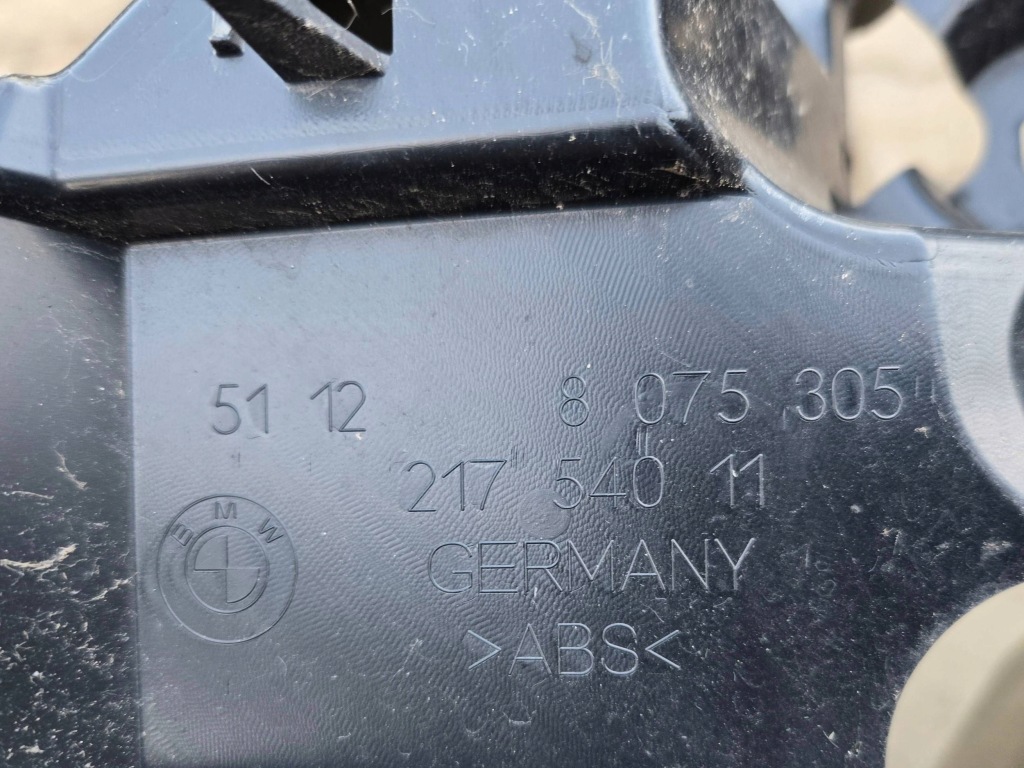 51 12 8 075 305
217 540 11
BMW
GERMANY
>ABS<